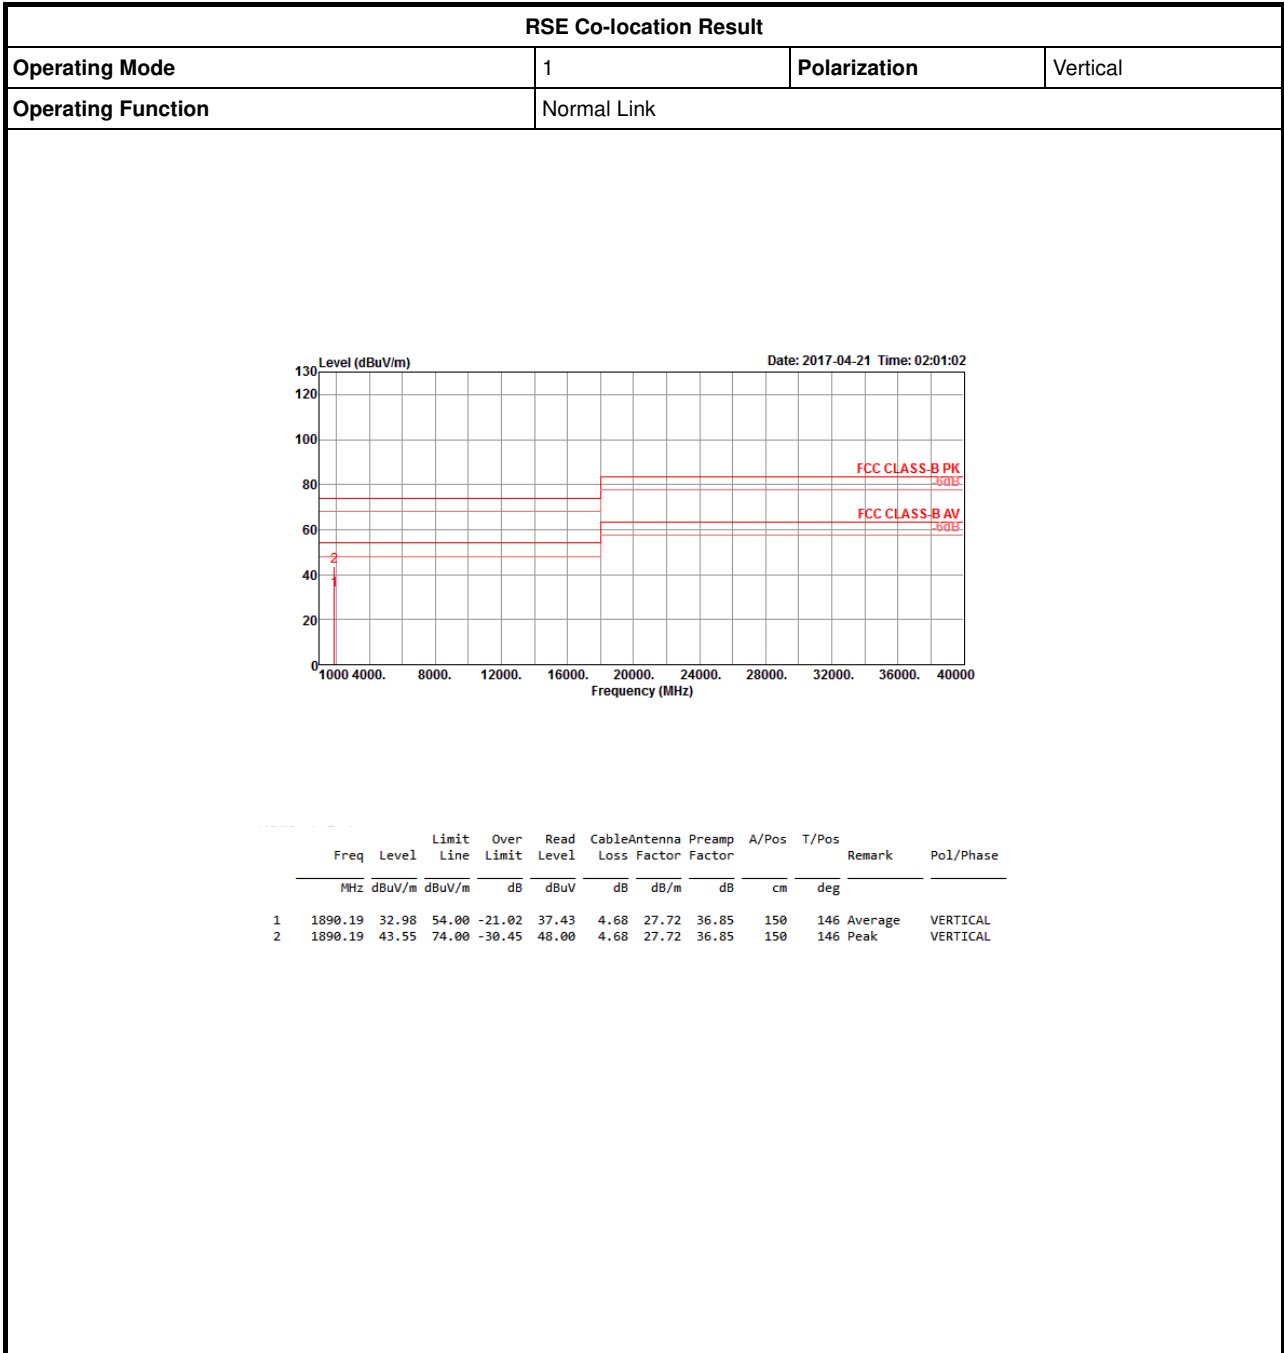 RSE Co-location Result
Operating Mode 1 Polarization Vertical
Operating Function Normal Link
Level (dBuV/m) Date: 2017-04-21 Time: 02:01:02
130
120
100
FCC CLASS-B PK
80
-6dB
FCC CLASS-B AV
60
-6dB
2
40
1
20
0
1000 4000. 8000. 12000. 16000. 20000. 24000. 28000. 32000. 36000. 40000
Frequency (MHz)
Limit Over Read CableAntenna Preamp A/Pos T/Pos
Freq Level Line Limit Level Loss Factor Factor Remark Pol/Phase
MHz dBuV/m dBuV/m dB dBuV dB dB/m dB cm deg
1 1890.19 32.98 54.00 -21.02 37.43 4.68 27.72 36.85 150 146 Average VERTICAL
2 1890.19 43.55 74.00 -30.45 48.00 4.68 27.72 36.85 150 146 Peak VERTICAL